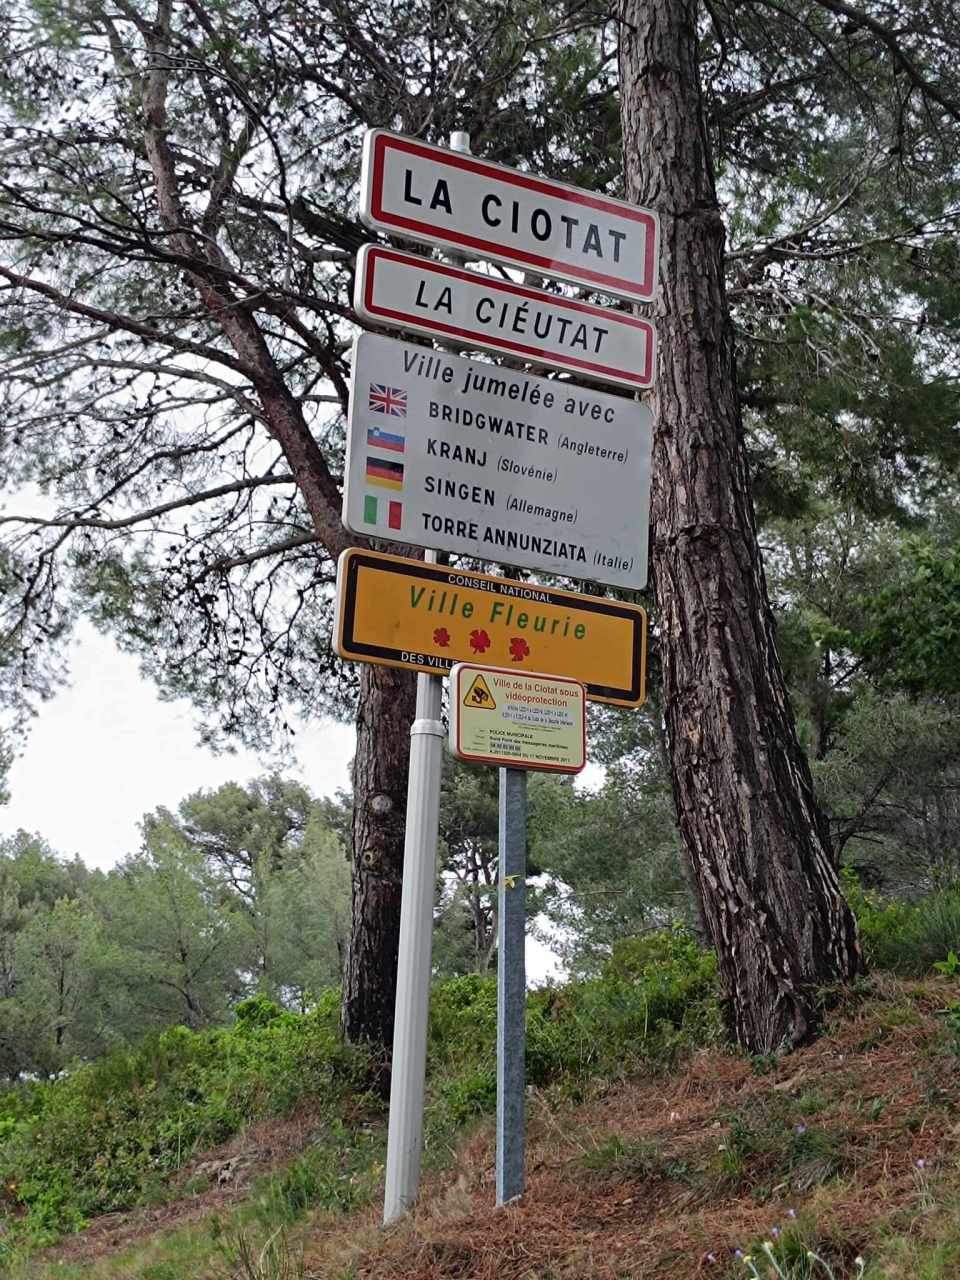 LA CIOTAT
LA CIÉUTAT
Ville jumelée avec
BRIDGWATER (Angleterre)
KRANJ (Slovénie)
SINGEN (Allemagne)
TORRE ANNUNZIATA (Italie)
CONSEIL NATIONAL
Ville Fleurie
DES VILLE
Ville de la Ciotat sous
vidéoprotection
POLICE MUNICIPALE